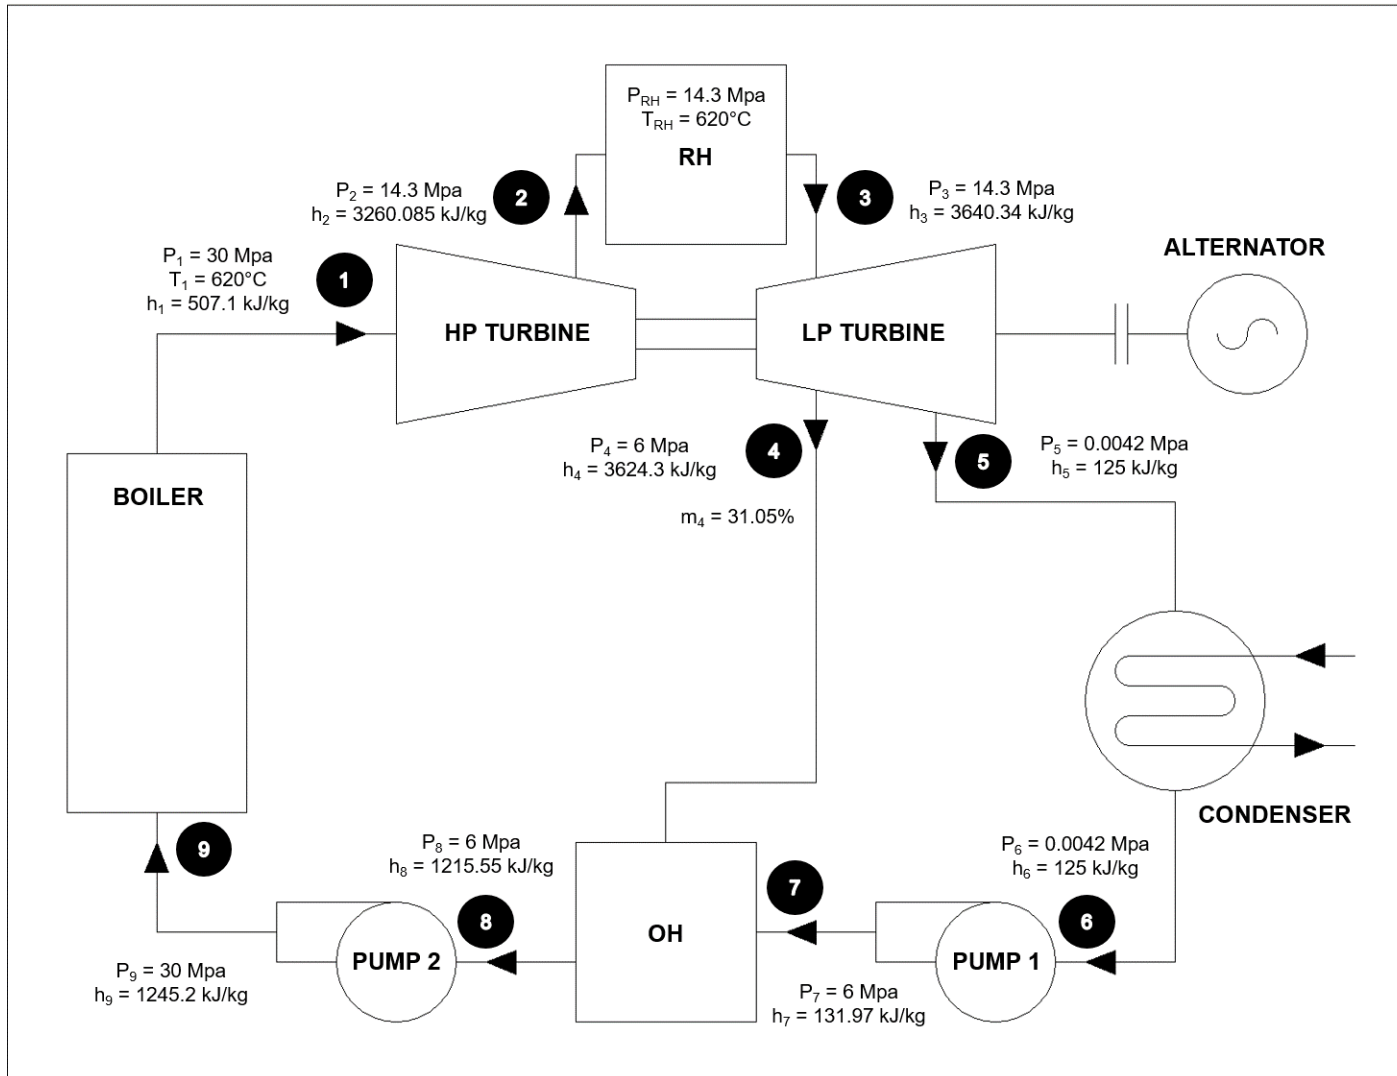 P_RH = 14.3 Mpa
T_RH = 620°C
RH
P₂ = 14.3 Mpa
h₂ = 3260.085 kJ/kg
2
3
P₃ = 14.3 Mpa
h₃ = 3640.34 kJ/kg
P₁ = 30 Mpa
T₁ = 620°C
h₁ = 507.1 kJ/kg
1
ALTERNATOR
HP TURBINE
LP TURBINE
P₄ = 6 Mpa
h₄ = 3624.3 kJ/kg
4
m₄ = 31.05%
5
P₅ = 0.0042 Mpa
h₅ = 125 kJ/kg
BOILER
CONDENSER
9
P₈ = 6 Mpa
h₈ = 1215.55 kJ/kg
8
7
P₆ = 0.0042 Mpa
h₆ = 125 kJ/kg
6
PUMP 2
OH
PUMP 1
P₉ = 30 Mpa
h₉ = 1245.2 kJ/kg
P₇ = 6 Mpa
h₇ = 131.97 kJ/kg